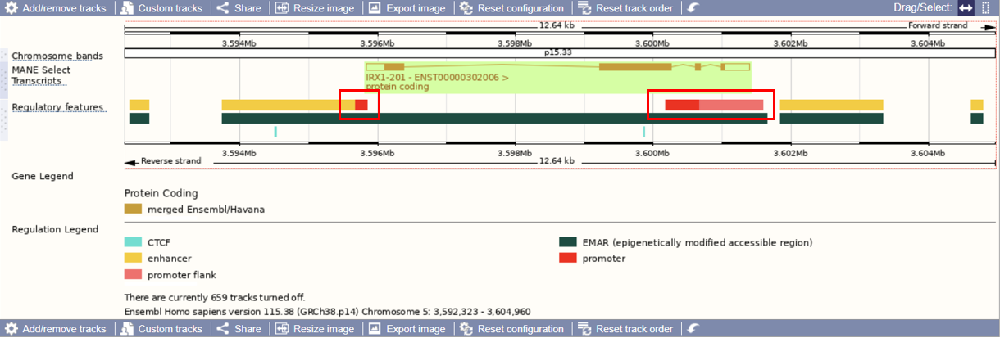 Add/remove tracks Custom tracks Share Resize image Export image Reset configuration Reset track order Drag/Select:
12.64 kb Forward strand
3.594Mb 3.596Mb 3.598Mb 3.600Mb 3.602Mb 3.604Mb
Chromosome bands p15.33
MANE Select
Transcripts
IRX1-201 - ENST00000302006 >
protein coding
Regulatory features
3.594Mb 3.596Mb 3.598Mb 3.600Mb 3.602Mb 3.604Mb
Reverse strand 12.64 kb
Gene Legend
Protein Coding
merged Ensembl/Havana
Regulation Legend
CTCF EMAR (epigenetically modified accessible region)
enhancer promoter
promoter flank
There are currently 659 tracks turned off.
Ensembl Homo sapiens version 115.38 (GRCh38.p14) Chromosome 5: 3,592,323 - 3,604,960
Add/remove tracks Custom tracks Share Resize image Export image Reset configuration Reset track order